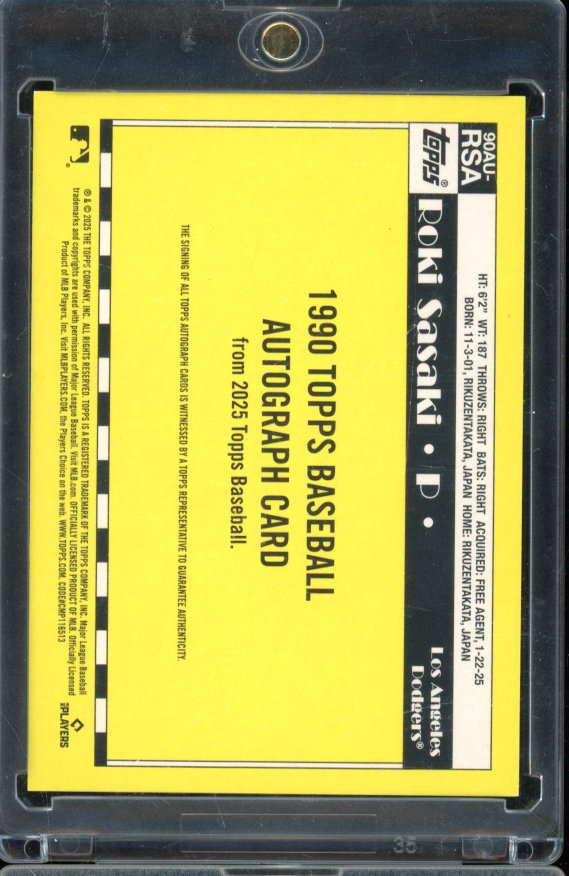 90AU-
RSA
HT: 6'2" WT: 187 THROWS: RIGHT BATS: RIGHT ACQUIRED: FREE AGENT, 1-22-25
BORN: 11-3-01, RIKUZENTAKATA, JAPAN HOME: RIKUZENTAKATA, JAPAN
topps®
Roki Sasaki • P •
Los Angeles
Dodgers®
1990 TOPPS BASEBALL
AUTOGRAPH CARD
from 2025 Topps Baseball.
THE SIGNING OF ALL TOPPS AUTOGRAPH CARDS IS WITNESSED BY A TOPPS REPRESENTATIVE TO GUARANTEE AUTHENTICITY.
® & © 2025 THE TOPPS COMPANY, INC. ALL RIGHTS RESERVED. TOPPS IS A REGISTERED TRADEMARK OF THE TOPPS COMPANY, INC. Major League Baseball
trademarks and copyrights are used with permission of Major League Baseball. Visit MLB.com. OFFICIALLY LICENSED PRODUCT OF MLB. Officially Licensed
Product of MLB Players, Inc. Visit MLBPLAYERS.COM, the Players Choice on the web. WWW.TOPPS.COM. CODE#CMP116513
PLAYERS
35